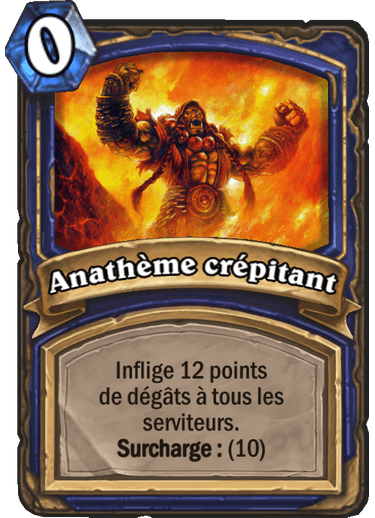 0
Anathème crépitant
Inflige 12 points
de dégâts à tous les
serviteurs.
Surcharge : (10)